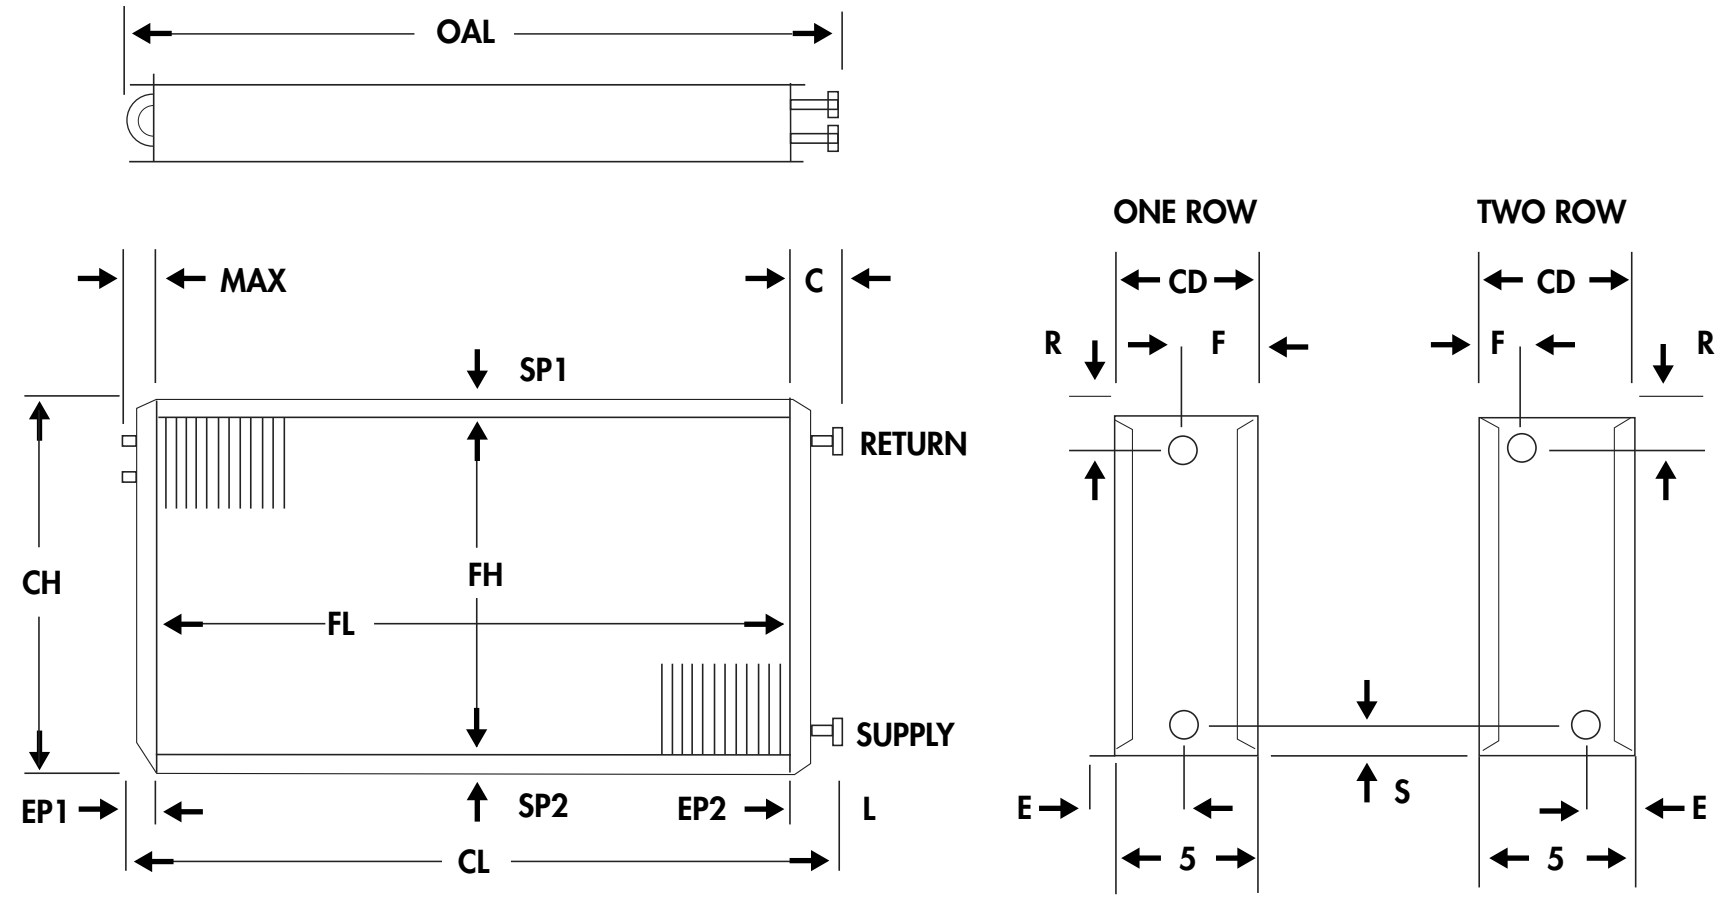 OAL
ONE ROW
TWO ROW
MAX
C
CD
CD
R
F
F
R
SP1
RETURN
CH
FH
FL
SUPPLY
EP1
SP2
EP2
L
E
S
E
CL
5
5